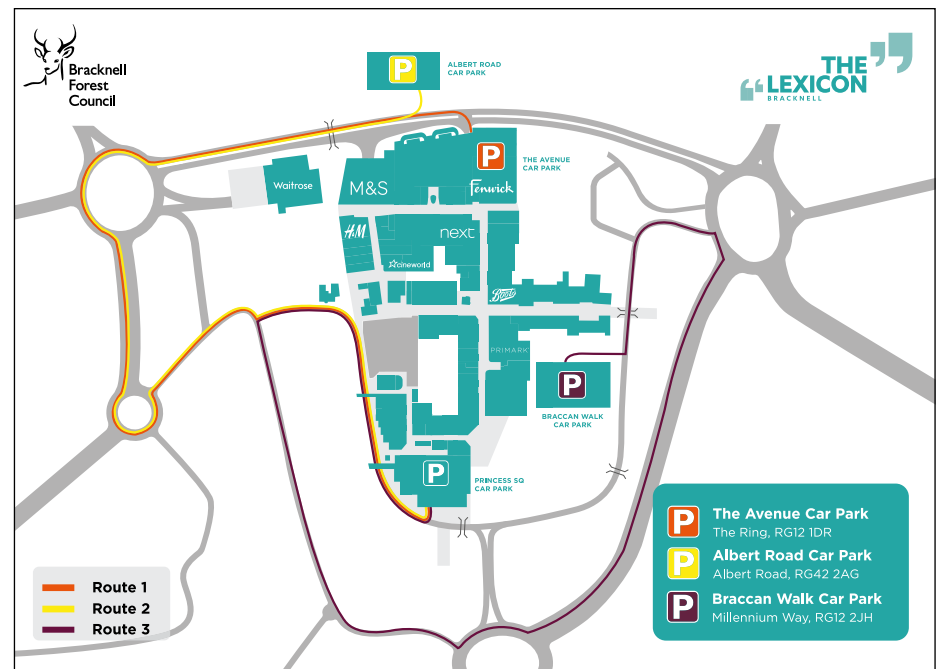 Bracknell
Forest
Council
P
ALBERT ROAD
CAR PARK
THE
LEXICON
BRACKNELL
P
THE AVENUE
CAR PARK
Waitrose
M&S
Fenwick
H&M
next
cineworld
Boots
PRIMARK
P
BRACCAN WALK
CAR PARK
P
PRINCESS SQ
CAR PARK
P
The Avenue Car Park
The Ring, RG12 1DR
P
Albert Road Car Park
Albert Road, RG42 2AG
P
Braccan Walk Car Park
Millennium Way, RG12 2JH
Route 1
Route 2
Route 3